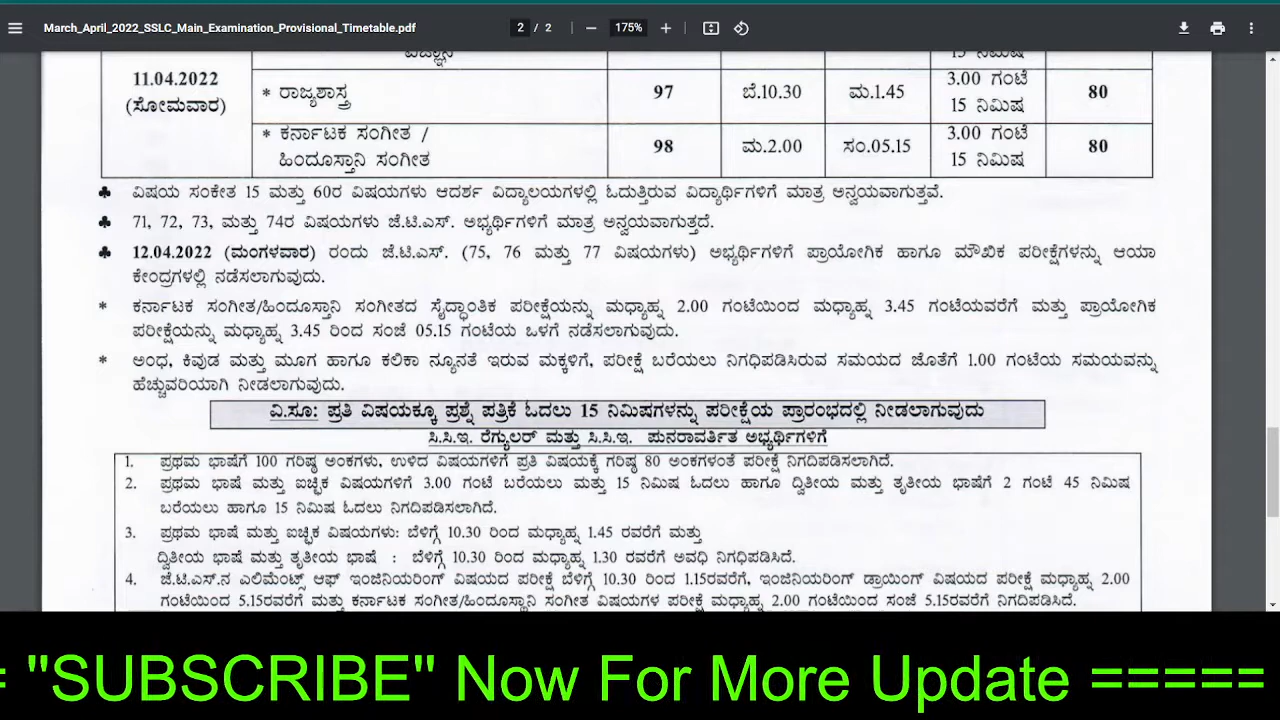 March_April_2022_SSLC_Main_Examination_Provisional_Timetable.pdf 2 / 2 175%
ವಿಜ್ಞಾನ 15 ನಿಮಿಷ
11.04.2022 (ಸೋಮವಾರ)
* ರಾಜ್ಯಶಾಸ್ತ್ರ 97 ಬೆ.10.30 ಮ.1.45 3.00 ಗಂಟೆ 15 ನಿಮಿಷ 80
* ಕರ್ನಾಟಕ ಸಂಗೀತ / ಹಿಂದೂಸ್ತಾನಿ ಸಂಗೀತ 98 ಮ.2.00 ಸಂ.05.15 3.00 ಗಂಟೆ 15 ನಿಮಿಷ 80
♣ ವಿಷಯ ಸಂಕೇತ 15 ಮತ್ತು 60ರ ವಿಷಯಗಳು ಆದರ್ಶ ವಿದ್ಯಾಲಯಗಳಲ್ಲಿ ಓದುತ್ತಿರುವ ವಿದ್ಯಾರ್ಥಿಗಳಿಗೆ ಮಾತ್ರ ಅನ್ವಯವಾಗುತ್ತವೆ.
♣ 71, 72, 73, ಮತ್ತು 74ರ ವಿಷಯಗಳು ಜೆ.ಟಿ.ಎಸ್. ಅಭ್ಯರ್ಥಿಗಳಿಗೆ ಮಾತ್ರ ಅನ್ವಯವಾಗುತ್ತದೆ.
♣ 12.04.2022 (ಮಂಗಳವಾರ) ರಂದು ಜೆ.ಟಿ.ಎಸ್. (75, 76 ಮತ್ತು 77 ವಿಷಯಗಳು) ಅಭ್ಯರ್ಥಿಗಳಿಗೆ ಪ್ರಾಯೋಗಿಕ ಹಾಗೂ ಮೌಖಿಕ ಪರೀಕ್ಷೆಗಳನ್ನು ಆಯಾ
ಕೇಂದ್ರಗಳಲ್ಲಿ ನಡೆಸಲಾಗುವುದು.
* ಕರ್ನಾಟಕ ಸಂಗೀತ/ಹಿಂದೂಸ್ತಾನಿ ಸಂಗೀತದ ಸೈದ್ಧಾಂತಿಕ ಪರೀಕ್ಷೆಯನ್ನು ಮಧ್ಯಾಹ್ನ 2.00 ಗಂಟೆಯಿಂದ ಮಧ್ಯಾಹ್ನ 3.45 ಗಂಟೆಯವರೆಗೆ ಮತ್ತು ಪ್ರಾಯೋಗಿಕ
ಪರೀಕ್ಷೆಯನ್ನು ಮಧ್ಯಾಹ್ನ 3.45 ರಿಂದ ಸಂಜೆ 05.15 ಗಂಟೆಯ ಒಳಗೆ ನಡೆಸಲಾಗುವುದು.
* ಅಂಧ, ಕಿವುಡ ಮತ್ತು ಮೂಗ ಹಾಗೂ ಕಲಿಕಾ ನ್ಯೂನತೆ ಇರುವ ಮಕ್ಕಳಿಗೆ, ಪರೀಕ್ಷೆ ಬರೆಯಲು ನಿಗಧಿಪಡಿಸಿರುವ ಸಮಯದ ಜೊತೆಗೆ 1.00 ಗಂಟೆಯ ಸಮಯವನ್ನು
ಹೆಚ್ಚುವರಿಯಾಗಿ ನೀಡಲಾಗುವುದು.
ವಿ.ಸೂ: ಪ್ರತಿ ವಿಷಯಕ್ಕೂ ಪ್ರಶ್ನೆ ಪತ್ರಿಕೆ ಓದಲು 15 ನಿಮಿಷಗಳನ್ನು ಪರೀಕ್ಷೆಯ ಪ್ರಾರಂಭದಲ್ಲಿ ನೀಡಲಾಗುವುದು
ಸಿ.ಸಿ.ಇ. ರೆಗ್ಯುಲರ್ ಮತ್ತು ಸಿ.ಸಿ.ಇ. ಪುನರಾವರ್ತಿತ ಅಭ್ಯರ್ಥಿಗಳಿಗೆ
1. ಪ್ರಥಮ ಭಾಷೆಗೆ 100 ಗರಿಷ್ಠ ಅಂಕಗಳು, ಉಳಿದ ವಿಷಯಗಳಿಗೆ ಪ್ರತಿ ವಿಷಯಕ್ಕೆ ಗರಿಷ್ಠ 80 ಅಂಕಗಳಂತೆ ಪರೀಕ್ಷೆ ನಿಗದಿಪಡಿಸಲಾಗಿದೆ.
2. ಪ್ರಥಮ ಭಾಷೆ ಮತ್ತು ಐಚ್ಛಿಕ ವಿಷಯಗಳಿಗೆ 3.00 ಗಂಟೆ ಬರೆಯಲು ಮತ್ತು 15 ನಿಮಿಷ ಓದಲು ಹಾಗೂ ದ್ವಿತೀಯ ಮತ್ತು ತೃತೀಯ ಭಾಷೆಗೆ 2 ಗಂಟೆ 45 ನಿಮಿಷ
ಬರೆಯಲು ಹಾಗೂ 15 ನಿಮಿಷ ಓದಲು ನಿಗದಿಪಡಿಸಲಾಗಿದೆ.
3. ಪ್ರಥಮ ಭಾಷೆ ಮತ್ತು ಐಚ್ಛಿಕ ವಿಷಯಗಳು: ಬೆಳಿಗ್ಗೆ 10.30 ರಿಂದ ಮಧ್ಯಾಹ್ನ 1.45 ರವರೆಗೆ ಮತ್ತು
ದ್ವಿತೀಯ ಭಾಷೆ ಮತ್ತು ತೃತೀಯ ಭಾಷೆ : ಬೆಳಿಗ್ಗೆ 10.30 ರಿಂದ ಮಧ್ಯಾಹ್ನ 1.30 ರವರೆಗೆ ಅವಧಿ ನಿಗಧಿಪಡಿಸಿದೆ.
4. ಜೆ.ಟಿ.ಎಸ್.ನ ಎಲಿಮೆಂಟ್ಸ್ ಆಫ್ ಇಂಜಿನಿಯರಿಂಗ್ ವಿಷಯದ ಪರೀಕ್ಷೆ ಬೆಳಿಗ್ಗೆ 10.30 ರಿಂದ 1.15ರವರೆಗೆ, ಇಂಜಿನಿಯರಿಂಗ್ ಡ್ರಾಯಿಂಗ್ ವಿಷಯದ ಪರೀಕ್ಷೆ ಮಧ್ಯಾಹ್ನ 2.00
ಗಂಟೆಯಿಂದ 5.15ರವರೆಗೆ ಮತ್ತು ಕರ್ನಾಟಕ ಸಂಗೀತ/ಹಿಂದೂಸ್ಥಾನಿ ಸಂಗೀತ ವಿಷಯಗಳ ಪರೀಕ್ಷೆ ಮಧ್ಯಾಹ್ನ 2.00 ಗಂಟೆಯಿಂದ ಸಂಜೆ 5.15ರವರೆಗೆ ನಿಗದಿಪಡಿಸಿದೆ.
= "SUBSCRIBE" Now For More Update =====